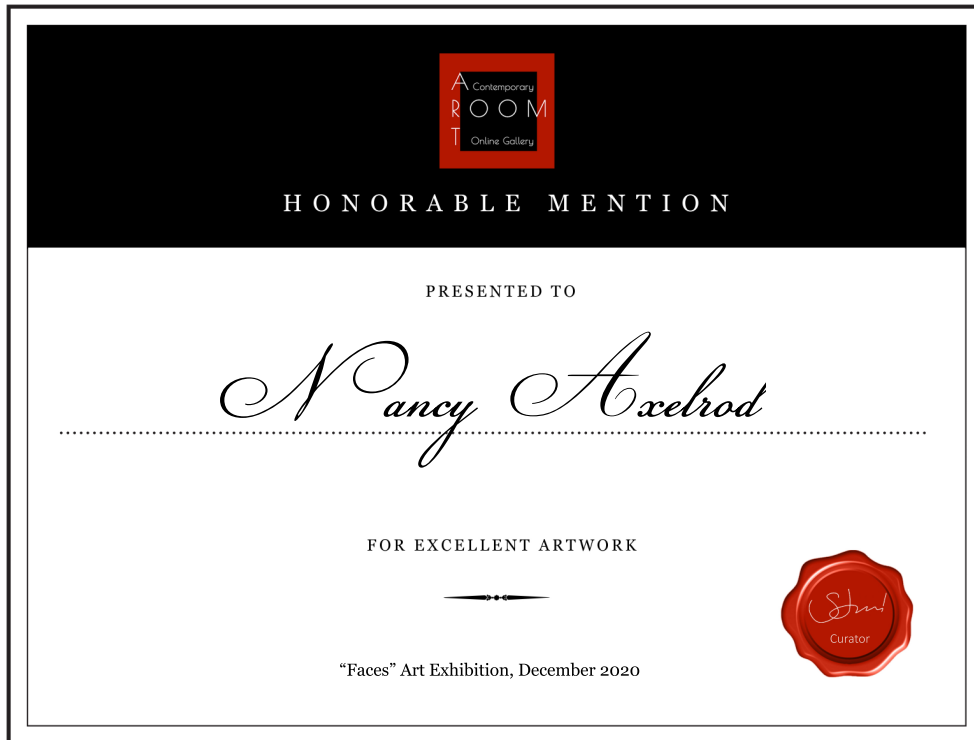 A Contemporary
ROOM
T Online Gallery
HONORABLE MENTION
PRESENTED TO
Nancy Axelrod
FOR EXCELLENT ARTWORK
Curator
“Faces” Art Exhibition, December 2020